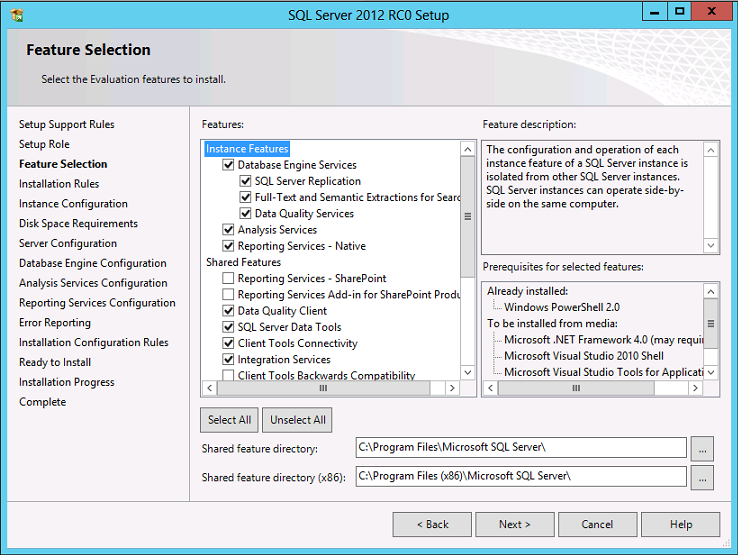 SQL Server 2012 RC0 Setup
Feature Selection
Select the Evaluation features to install.
Setup Support Rules
Setup Role
Feature Selection
Installation Rules
Instance Configuration
Disk Space Requirements
Server Configuration
Database Engine Configuration
Analysis Services Configuration
Reporting Services Configuration
Error Reporting
Installation Configuration Rules
Ready to Install
Installation Progress
Complete
Features:
Instance Features
Database Engine Services
SQL Server Replication
Full-Text and Semantic Extractions for Sear
Data Quality Services
Analysis Services
Reporting Services - Native
Shared Features
Reporting Services - SharePoint
Reporting Services Add-in for SharePoint Produ
Data Quality Client
SQL Server Data Tools
Client Tools Connectivity
Integration Services
Client Tools Backwards Compatibility
Select All
Unselect All
Feature description:
The configuration and operation of each
instance feature of a SQL Server instance is
isolated from other SQL Server instances.
SQL Server instances can operate side-by-
side on the same computer.
Prerequisites for selected features:
Already installed:
Windows PowerShell 2.0
To be installed from media:
Microsoft .NET Framework 4.0 (may requi
Microsoft Visual Studio 2010 Shell
Microsoft Visual Studio Tools for Applicati
Shared feature directory:
C:\Program Files\Microsoft SQL Server\
...
Shared feature directory (x86):
C:\Program Files (x86)\Microsoft SQL Server\
...
< Back
Next >
Cancel
Help